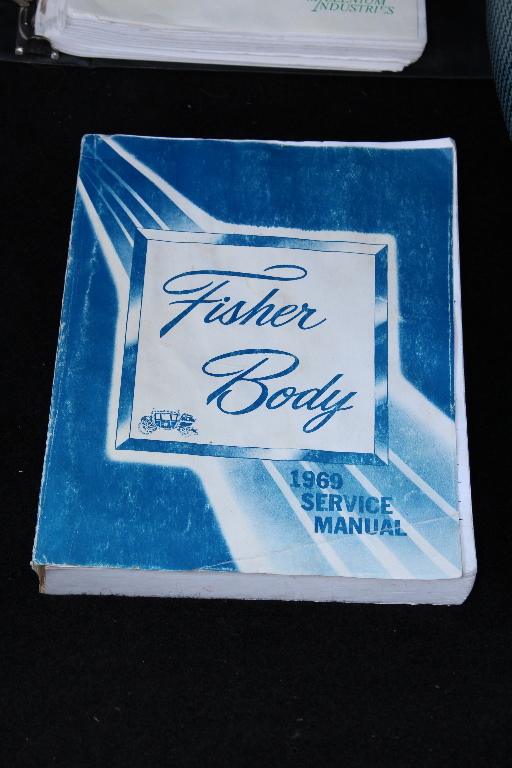 INDUSTRIES
Fisher
Body
1969
SERVICE
MANUAL